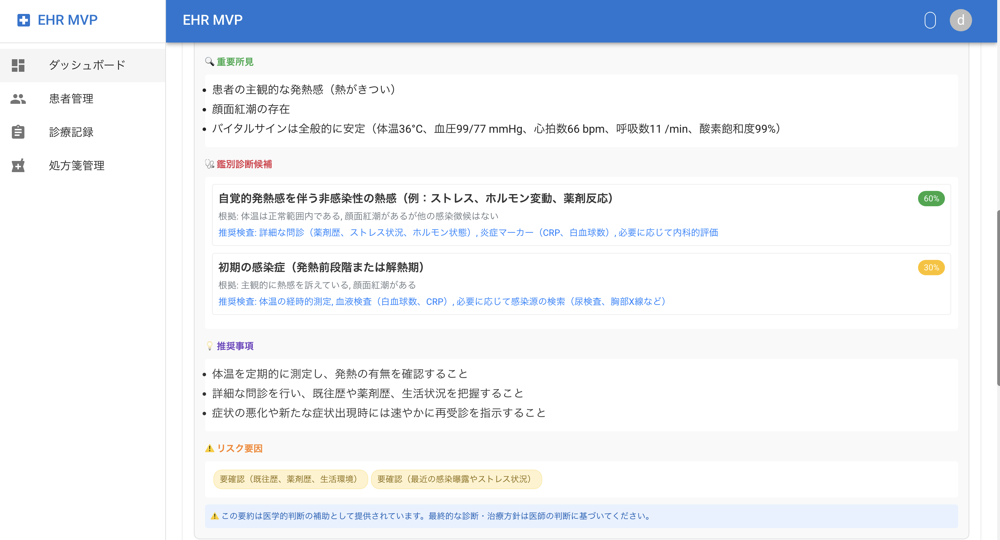 EHR MVP
EHR MVP
d
ダッシュボード
患者管理
診療記録
処方箋管理
重要所見
患者の主観的な発熱感（熱がきつい）
顔面紅潮の存在
バイタルサインは全般的に安定（体温36°C、血圧99/77 mmHg、心拍数66 bpm、呼吸数11 /min、酸素飽和度99%）
鑑別診断候補
自覚的発熱感を伴う非感染性の熱感（例：ストレス、ホルモン変動、薬剤反応）
60%
根拠: 体温は正常範囲内である, 顔面紅潮があるが他の感染徴候はない
推奨検査: 詳細な問診（薬剤歴、ストレス状況、ホルモン状態）, 炎症マーカー（CRP、白血球数）, 必要に応じて内科的評価
初期の感染症（発熱前段階または解熱期）
30%
根拠: 主観的に熱感を訴えている, 顔面紅潮がある
推奨検査: 体温の経時的測定, 血液検査（白血球数、CRP）, 必要に応じて感染源の検索（尿検査、胸部X線など）
推奨事項
体温を定期的に測定し、発熱の有無を確認すること
詳細な問診を行い、既往歴や薬剤歴、生活状況を把握すること
症状の悪化や新たな症状出現時には速やかに再受診を指示すること
リスク要因
要確認（既往歴、薬剤歴、生活環境）
要確認（最近の感染曝露やストレス状況）
この要約は医学的判断の補助として提供されています。最終的な診断・治療方針は医師の判断に基づいてください。